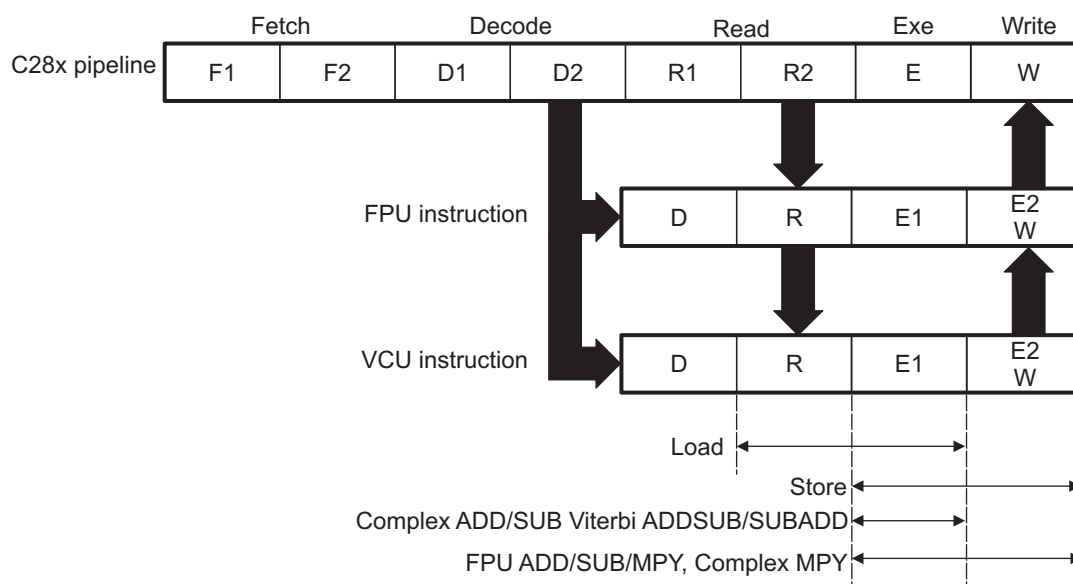 Fetch Decode Read Exe Write
C28x pipeline F1 F2 D1 D2 R1 R2 E W
FPU instruction D R E1 E2 W
VCU instruction D R E1 E2 W
Load
Store
Complex ADD/SUB Viterbi ADDSUB/SUBADD
FPU ADD/SUB/MPY, Complex MPY